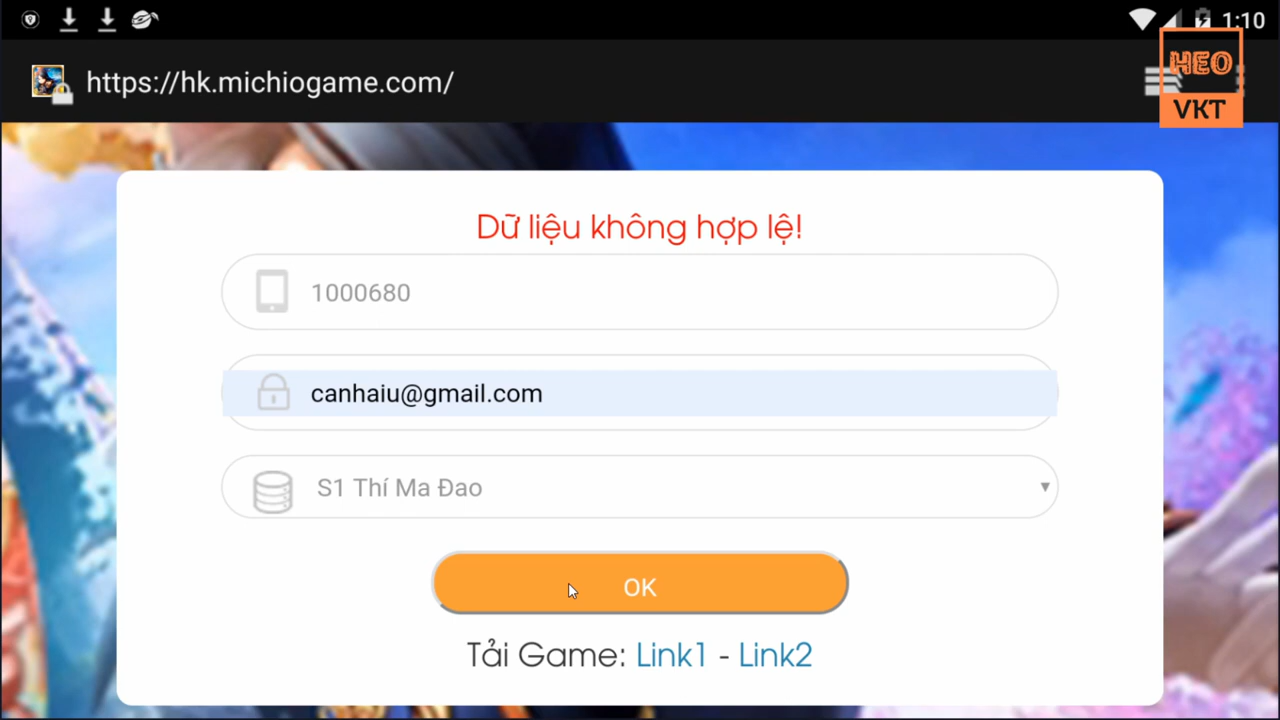 1:10
https://hk.michiogame.com/
HEO
VKT
Dữ liệu không hợp lệ!
1000680
canhaiu@gmail.com
S1 Thí Ma Đao
OK
Tải Game: Link1 - Link2